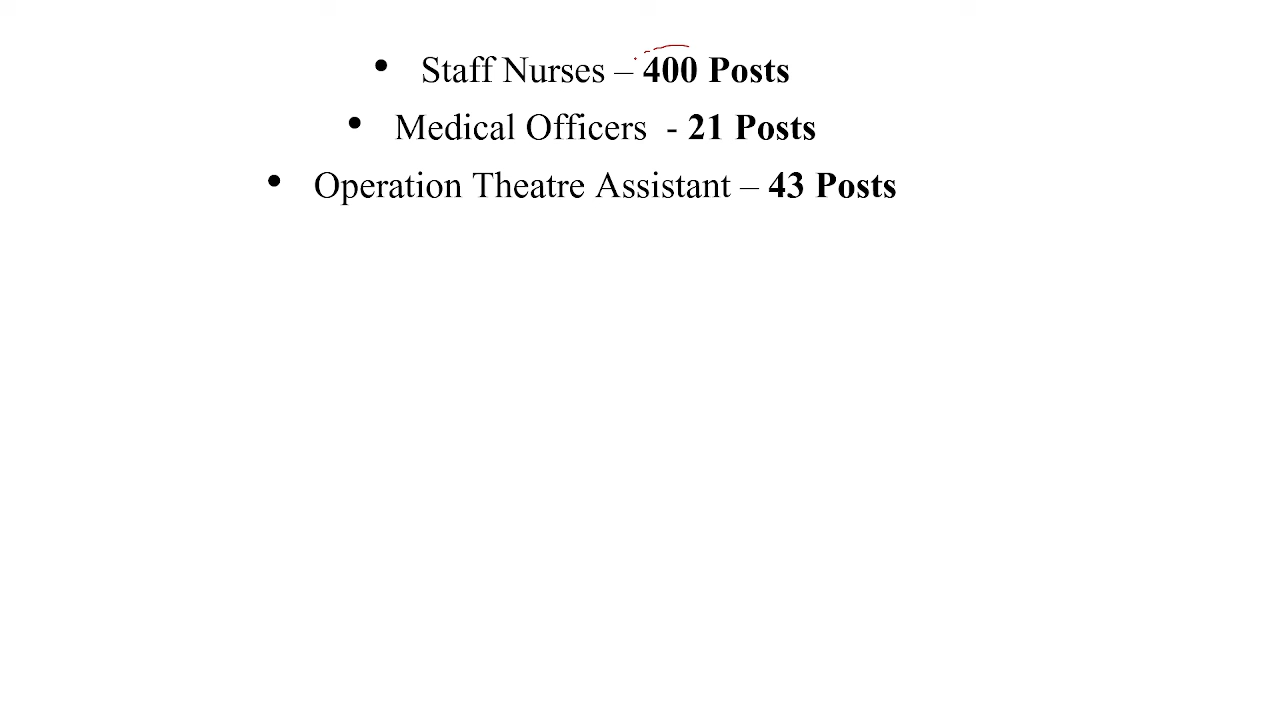 • Staff Nurses – 400 Posts
• Medical Officers - 21 Posts
• Operation Theatre Assistant – 43 Posts